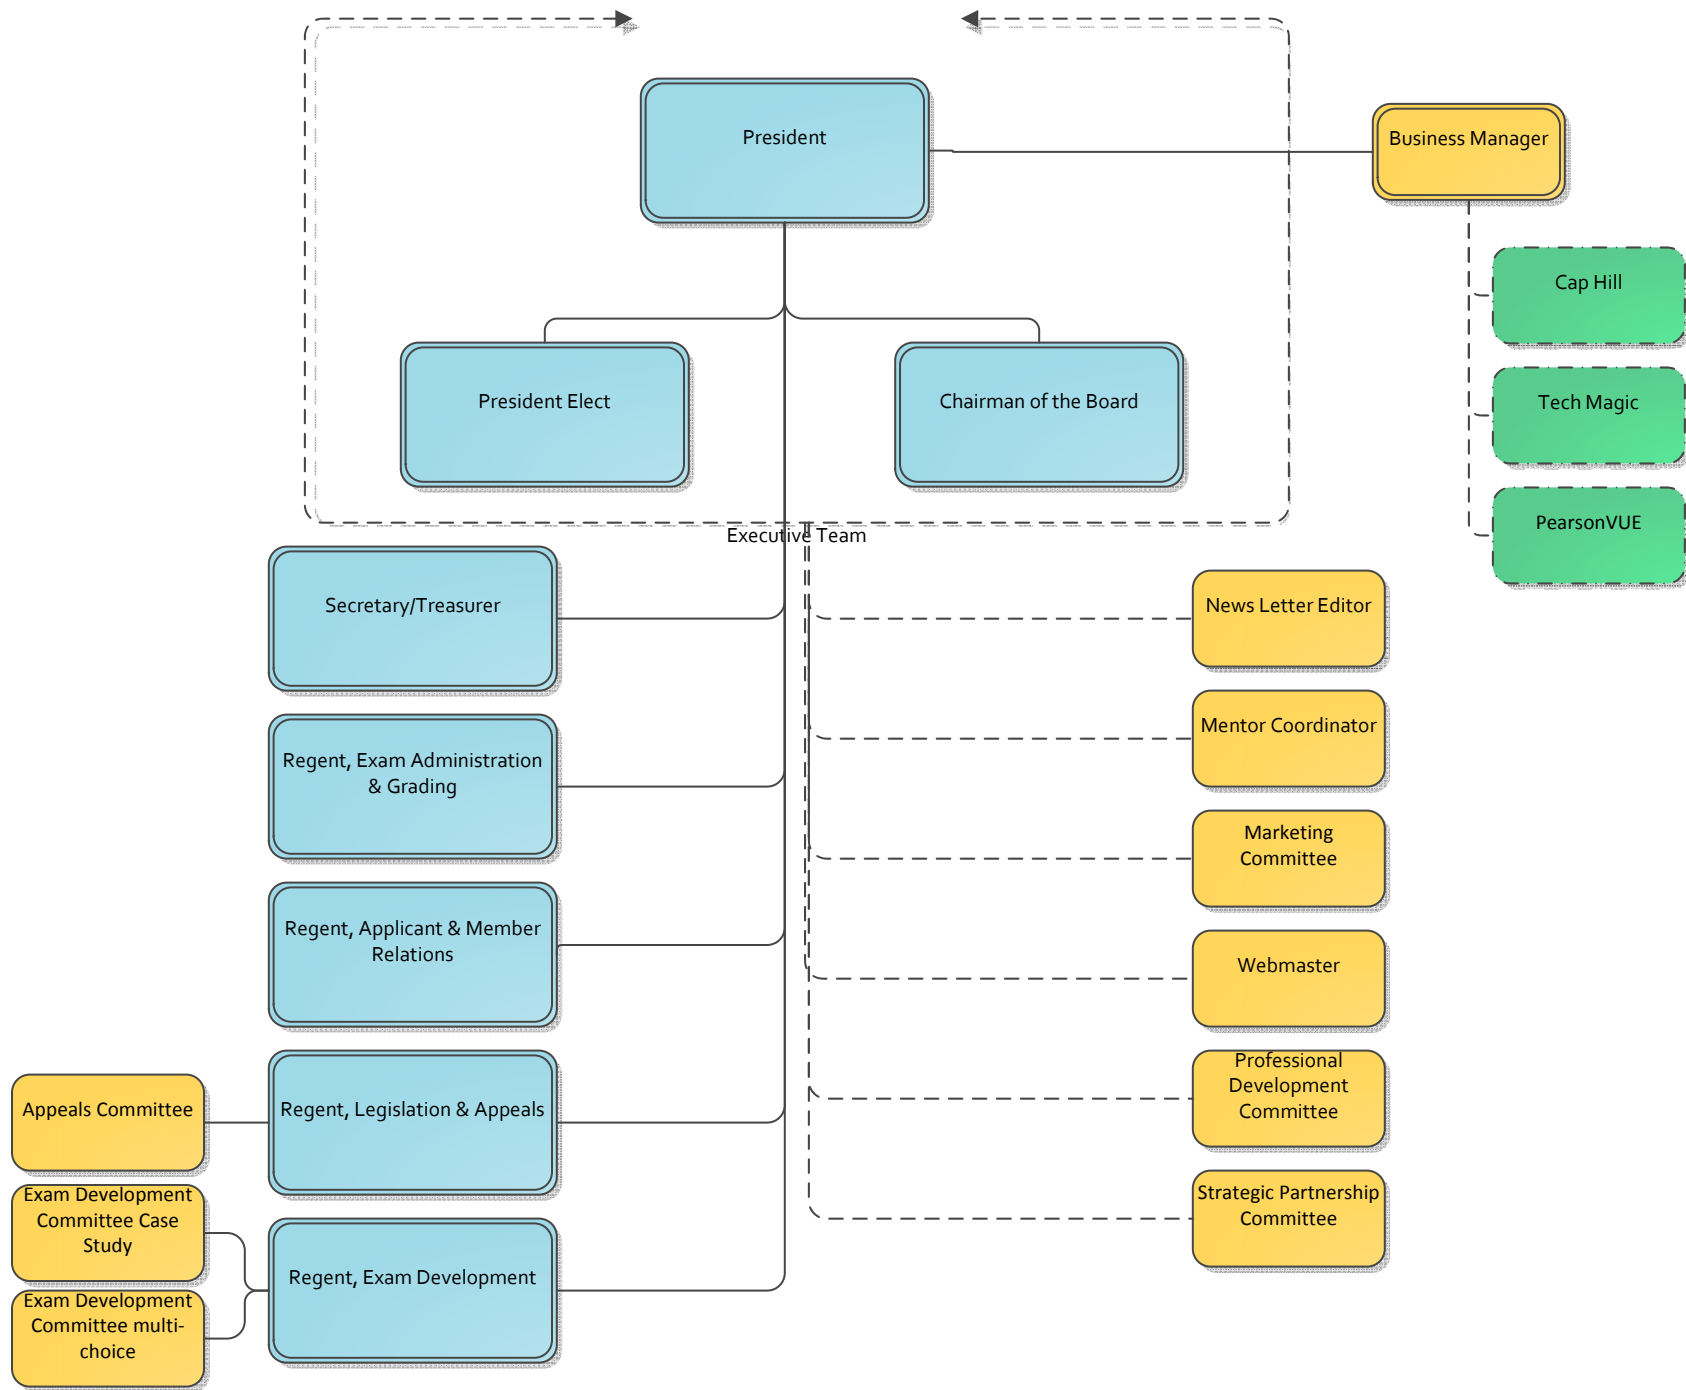 President
Business Manager
Cap Hill
President Elect
Chairman of the Board
Tech Magic
PearsonVUE
Executive Team
Secretary/Treasurer
News Letter Editor
Mentor Coordinator
Regent, Exam Administration
& Grading
Marketing
Committee
Regent, Applicant & Member
Relations
Webmaster
Professional
Development
Committee
Appeals Committee
Regent, Legislation & Appeals
Strategic Partnership
Committee
Exam Development
Committee Case
Study
Regent, Exam Development
Exam Development
Committee multi-
choice